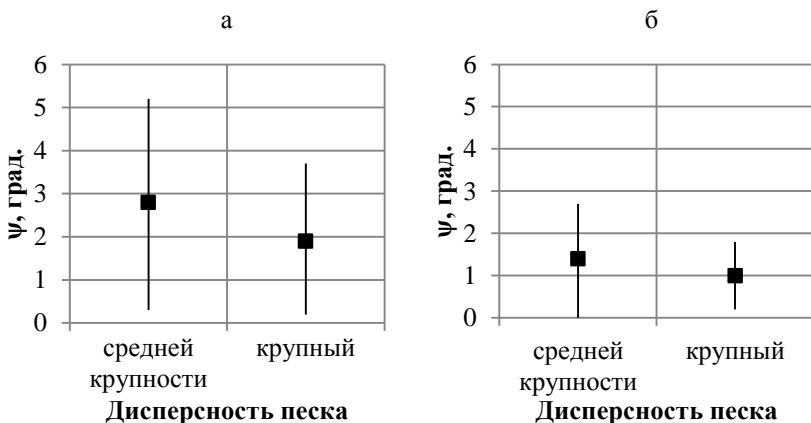 а
6
5
4
3
2
1
0
ψ, град.
средней
крупности
крупный
Дисперсность песка
б
6
5
4
3
2
1
0
ψ, град.
средней
крупности
крупный
Дисперсность песка